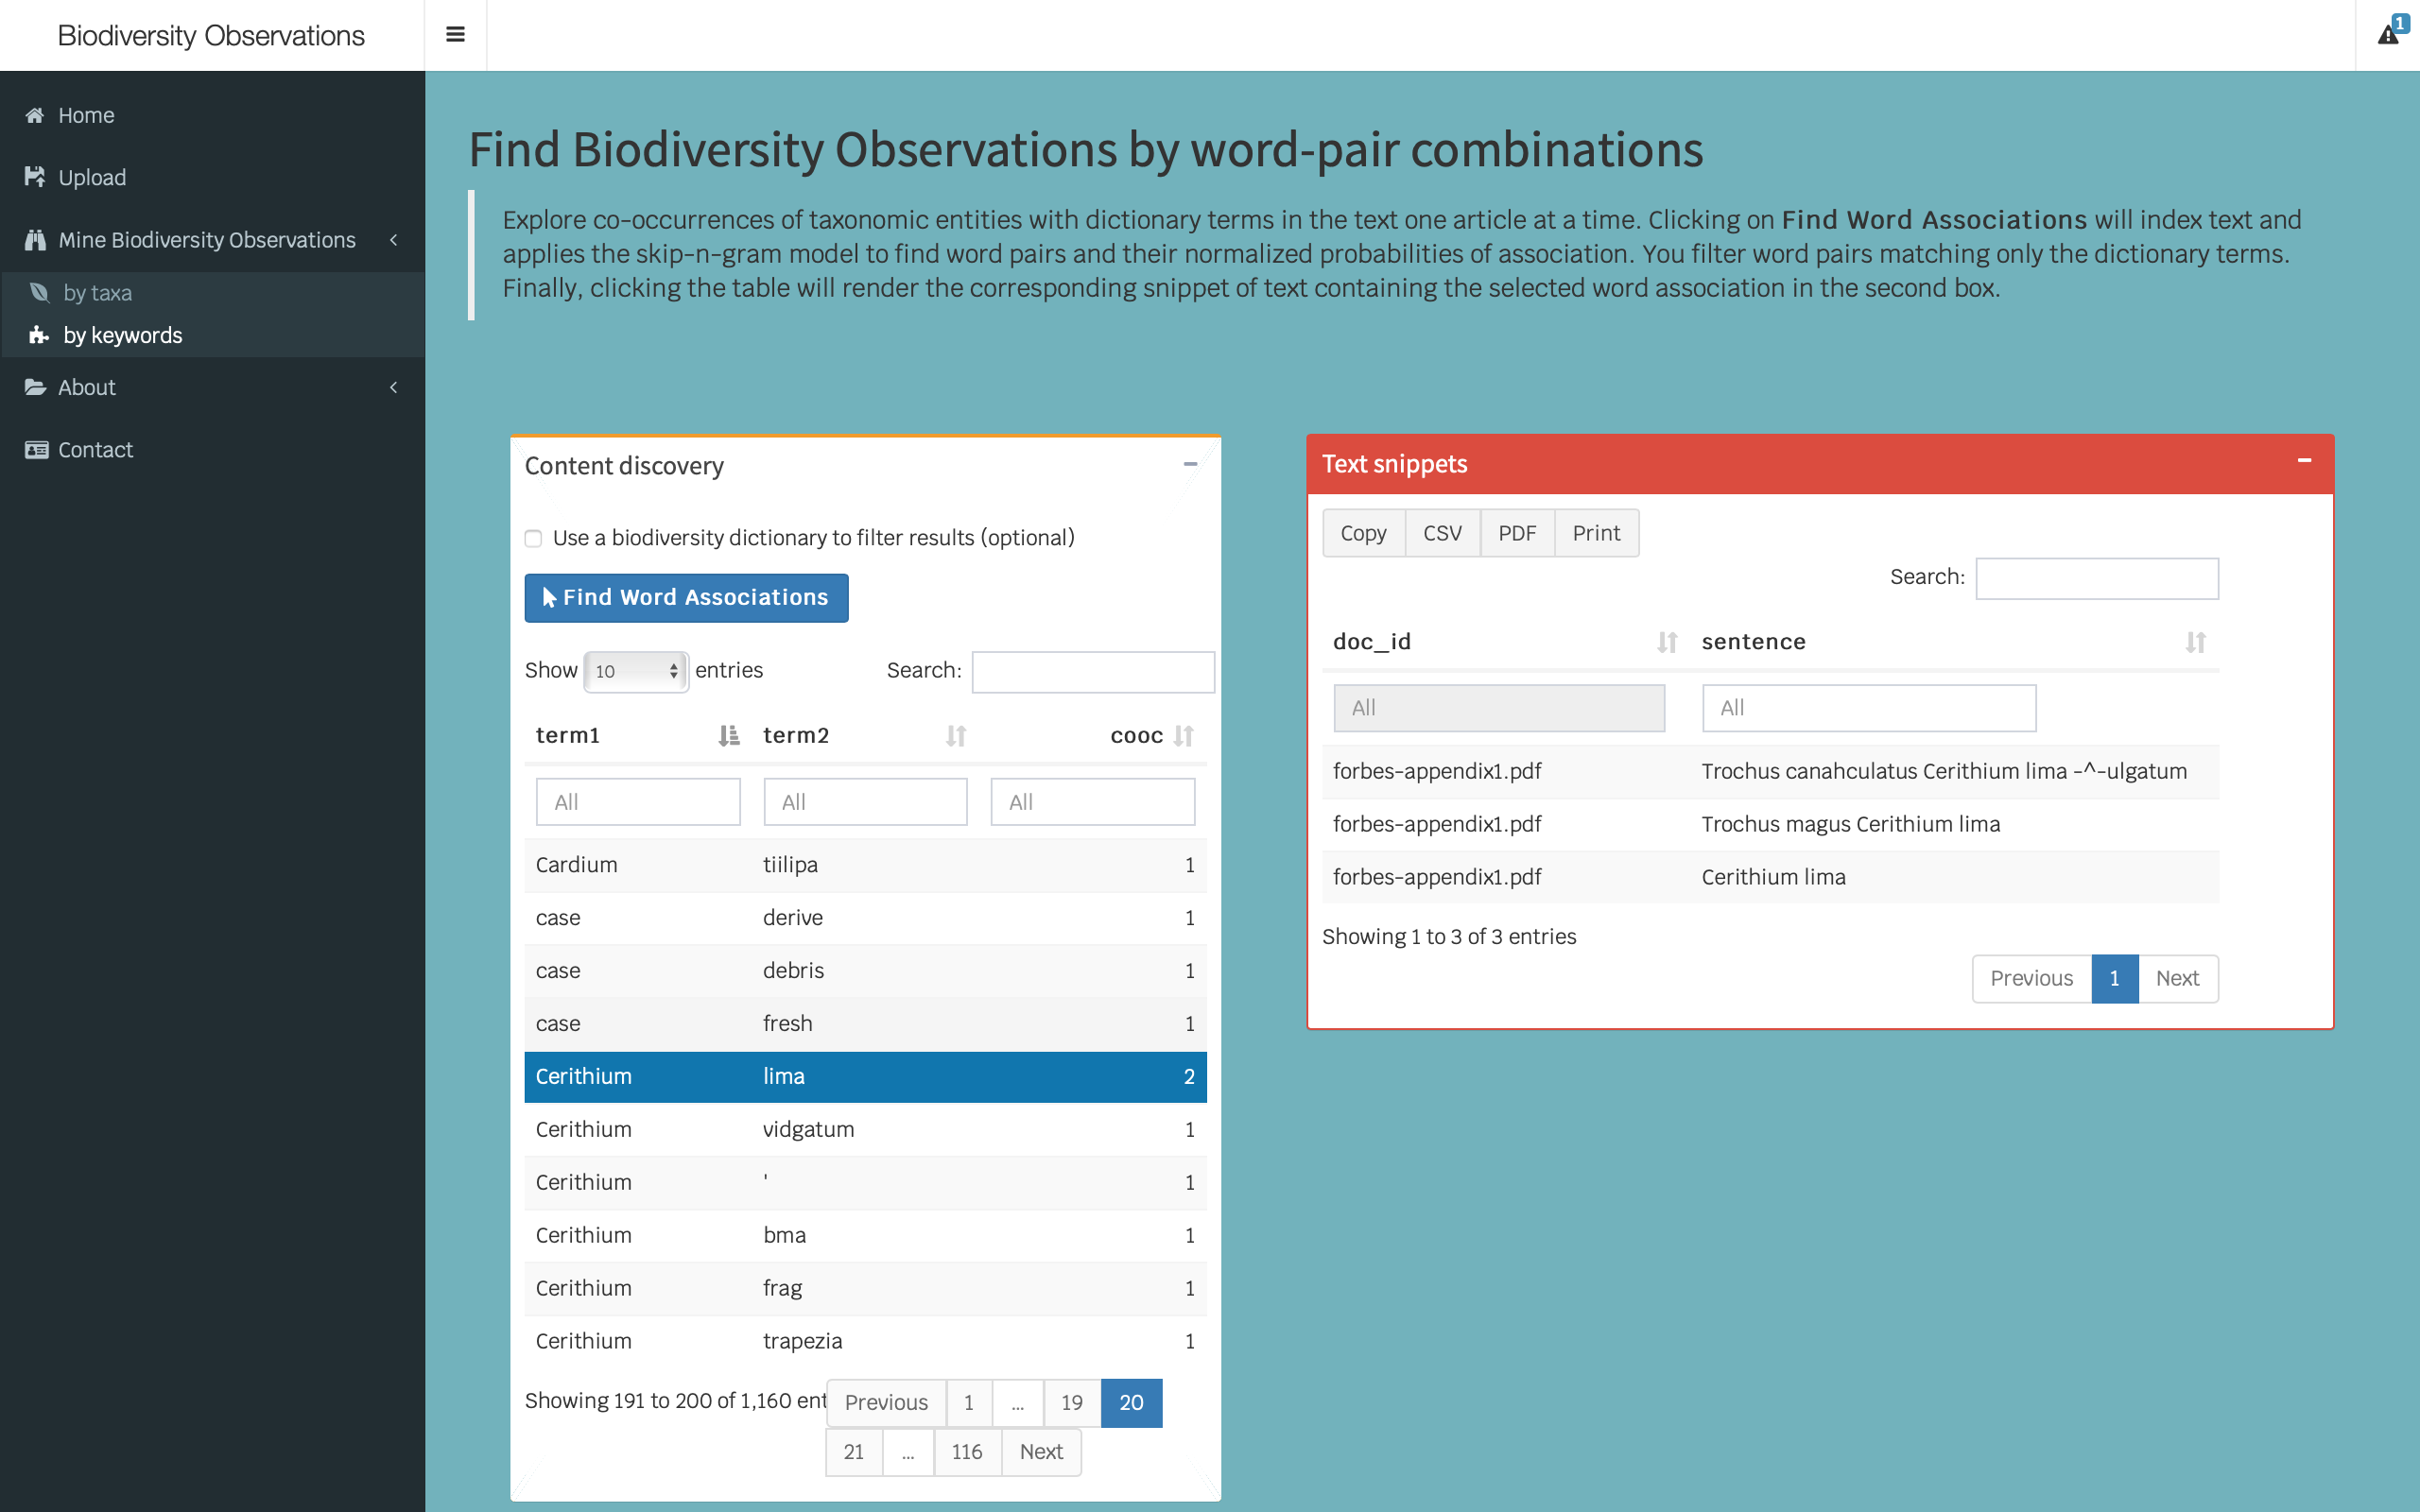 Biodiversity Observations
1
Home
Upload
Mine Biodiversity Observations
by taxa
by keywords
About
Contact
Find Biodiversity Observations by word-pair combinations
Explore co-occurrences of taxonomic entities with dictionary terms in the text one article at a time. Clicking on Find Word Associations will index text and
applies the skip-n-gram model to find word pairs and their normalized probabilities of association. You filter word pairs matching only the dictionary terms.
Finally, clicking the table will render the corresponding snippet of text containing the selected word association in the second box.
Content discovery
Use a biodiversity dictionary to filter results (optional)
Find Word Associations
Show 10 entries Search:
term1 term2 cooc
All All All
Cardium tiilipa 1
case derive 1
case debris 1
case fresh 1
Cerithium lima 2
Cerithium vidgatum 1
Cerithium ' 1
Cerithium bma 1
Cerithium frag 1
Cerithium trapezia 1
Showing 191 to 200 of 1,160 ent
Previous 1 ... 19 20
21 ... 116 Next
Text snippets
Copy CSV PDF Print
Search:
doc_id sentence
All All
forbes-appendix1.pdf Trochus canahculatus Cerithium lima -^-ulgatum
forbes-appendix1.pdf Trochus magus Cerithium lima
forbes-appendix1.pdf Cerithium lima
Showing 1 to 3 of 3 entries
Previous 1 Next